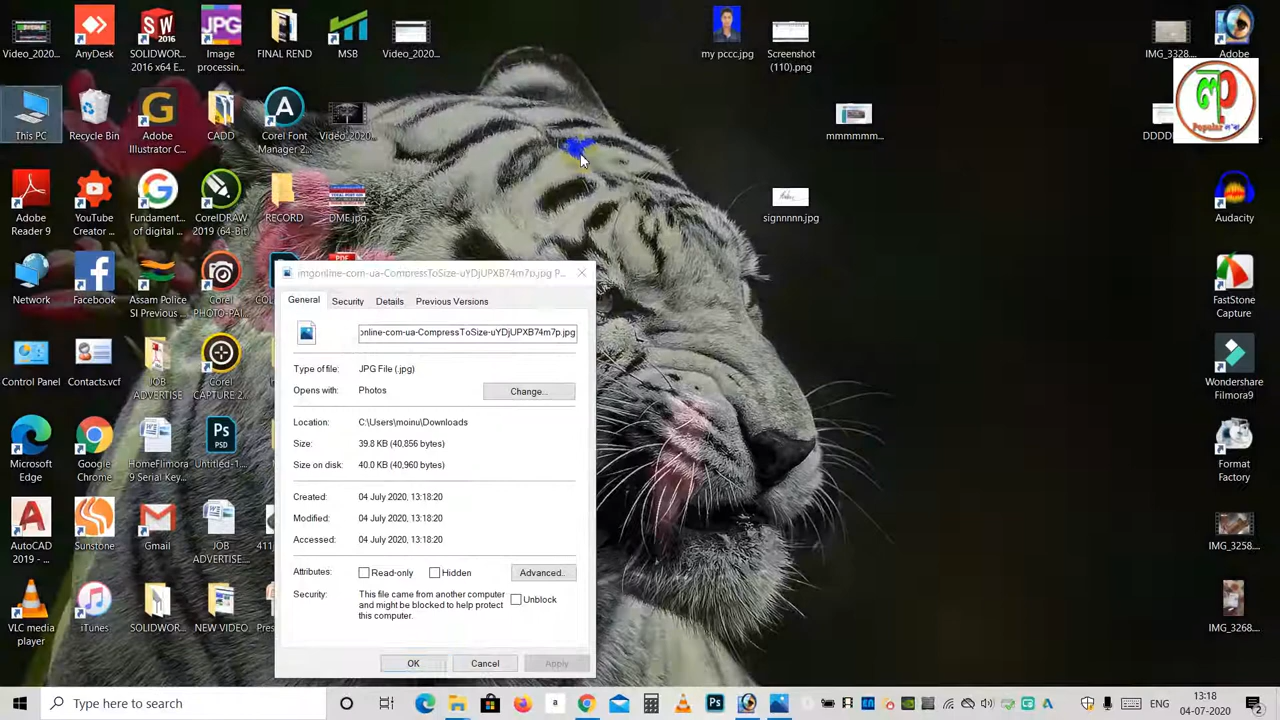 Video_2020...
AnyDesk
SOLIDWOR...
2016 x64 E...
JPG
Image
processin...
FINAL REND
MSB
Video_2020...
my pccc.jpg
Screenshot
(110).png
IMG_3328....
Adobe
This PC
Recycle Bin
Adobe
Illustrator C...
CADD
Corel Font
Manager 2...
Video_2020...
mmmmmm...
Popular
Adobe
Reader 9
YouTube
Creator ...
Fundament...
of digital ...
CorelDRAW
2019 (64-Bit)
RECORD
DME.jpg
signnnnn.jpg
Audacity
Network
Facebook
Assam Police
SI Previous ...
Corel
PHOTO-PAI...
PDF
FastStone
Capture
imgonline-com-ua-CompressToSize-uYDjUPXB74m7p.jpg P...
General
Security
Details
Previous Versions
online-com-ua-CompressToSize-uYDjUPXB74m7p.jpg
Type of file: JPG File (.jpg)
Opens with: Photos
Change...
Location: C:\Users\moinu\Downloads
Size: 39.8 KB (40,856 bytes)
Size on disk: 40.0 KB (40,960 bytes)
Created: 04 July 2020, 13:18:20
Modified: 04 July 2020, 13:18:20
Accessed: 04 July 2020, 13:18:20
Attributes: Read-only Hidden Advanced..
Security: This file came from another computer
and might be blocked to help protect
this computer.
Unblock
OK
Cancel
Apply
Control Panel
Contacts.vcf
JOB
ADVERTISE
Corel
CAPTURE 2...
Wondershare
Filmora9
Microsoft
Edge
Google
Chrome
HomeFlimora
9 Serial Key...
Ps
PSD
Untitled-1....
Format
Factory
AutoCAD
2019 - ...
Sunstone
Gmail
JOB
ADVERTISE...
IMG_3258....
VLC media
player
iTunes
SOLIDWOR...
NEW VIDEO
IMG_3268....
Type here to search
13:18
04-07-2020